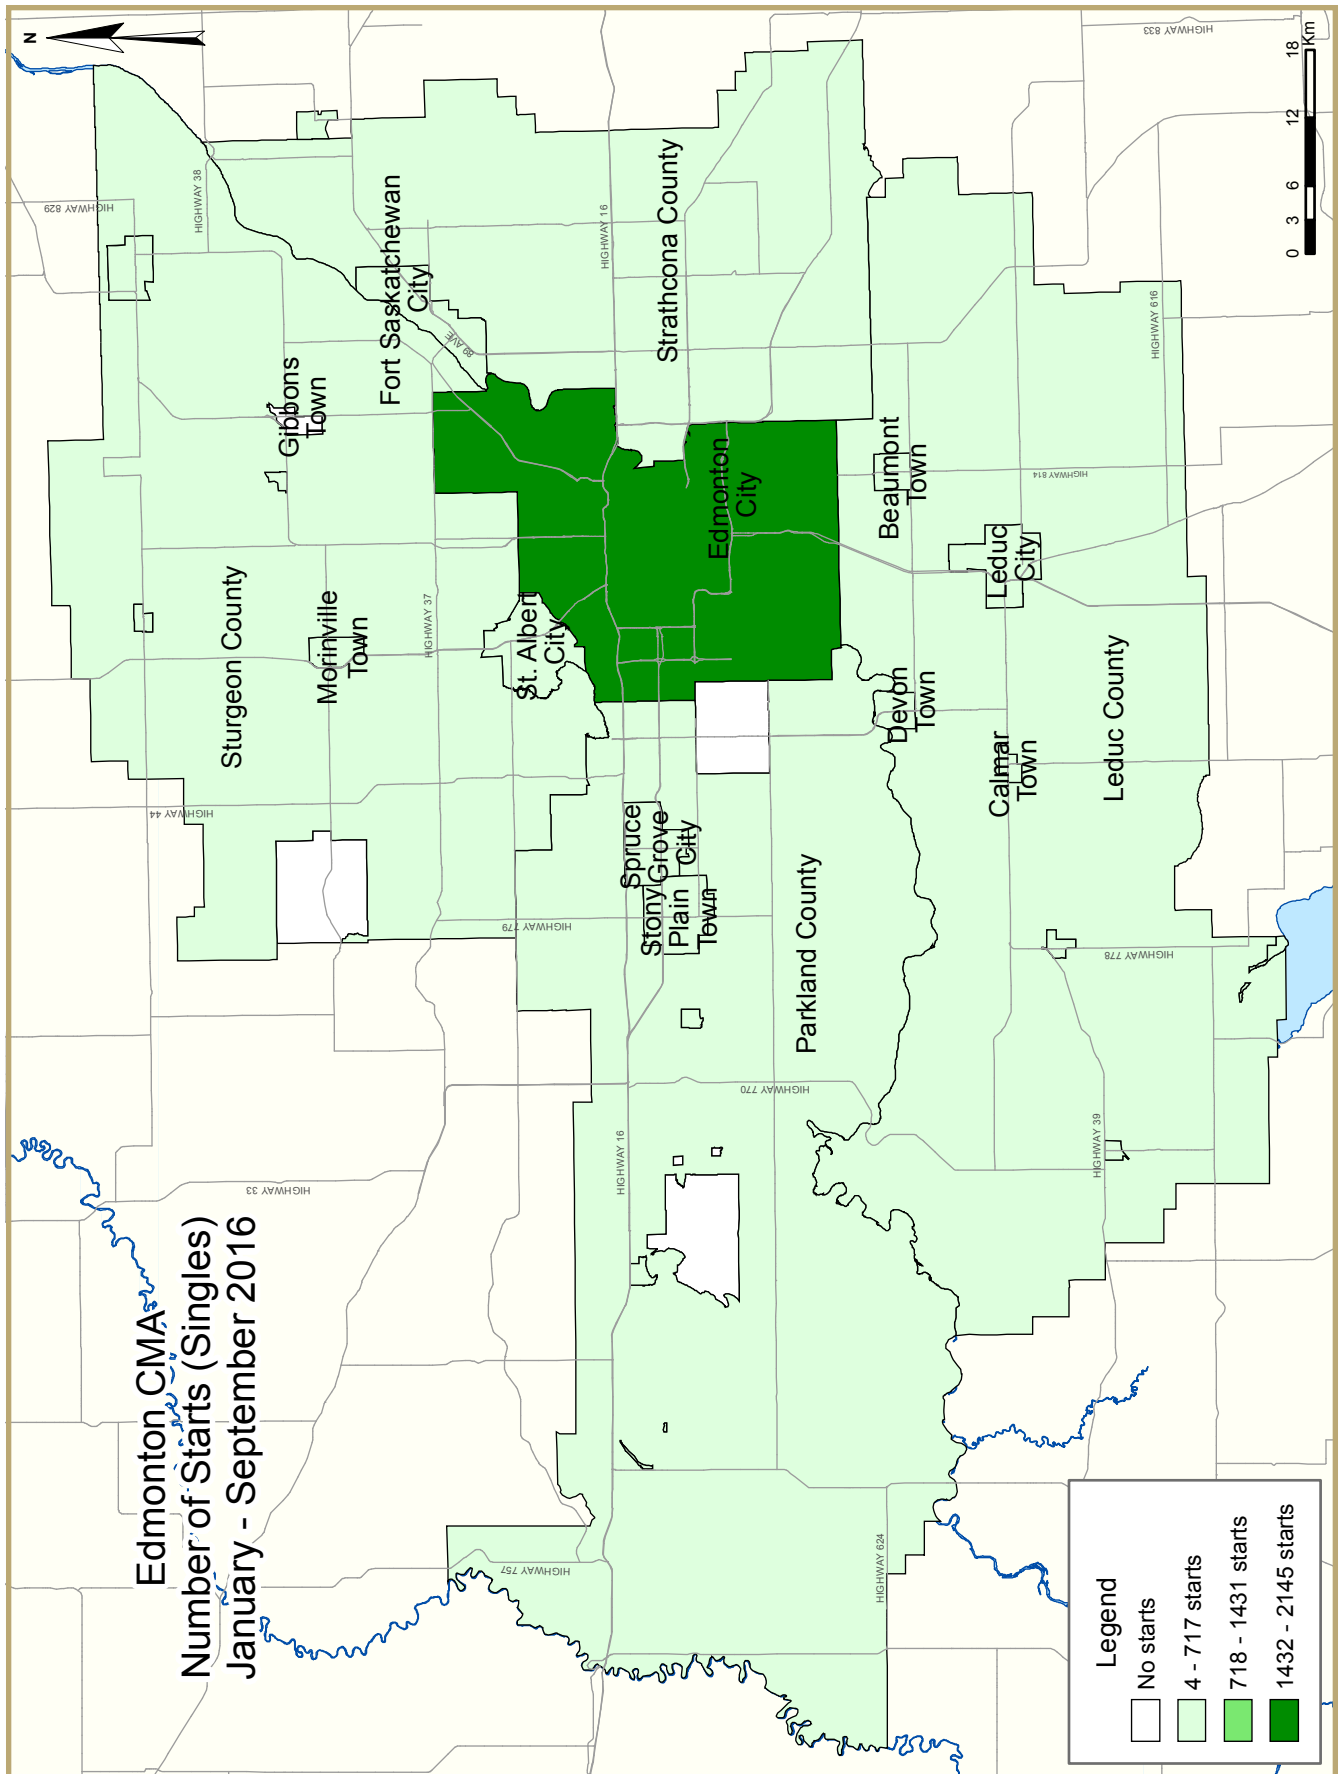 Edmonton CMA
Number of Starts (Singles)
January - September 2016
N
HIGHWAY 757
HIGHWAY 33
HIGHWAY 44
HIGHWAY 829
HIGHWAY 38
HIGHWAY 37
HIGHWAY 779
HIGHWAY 16
HIGHWAY 16
HIGHWAY 770
HIGHWAY 624
HIGHWAY 39
HIGHWAY 778
HIGHWAY 814
HIGHWAY 616
HIGHWAY 833
89 AVE
Sturgeon County
Morinville
Town
Gibbons
Town
Fort Saskatchewan
City
St. Albert
City
Edmonton
City
Strathcona County
Spruce
Grove
City
Stony
Plain
Town
Parkland County
Devon
Town
Beaumont
Town
Leduc
City
Calmar
Town
Leduc County
Legend
No starts
4 - 717 starts
718 - 1431 starts
1432 - 2145 starts
0 3 6 12 18
Km